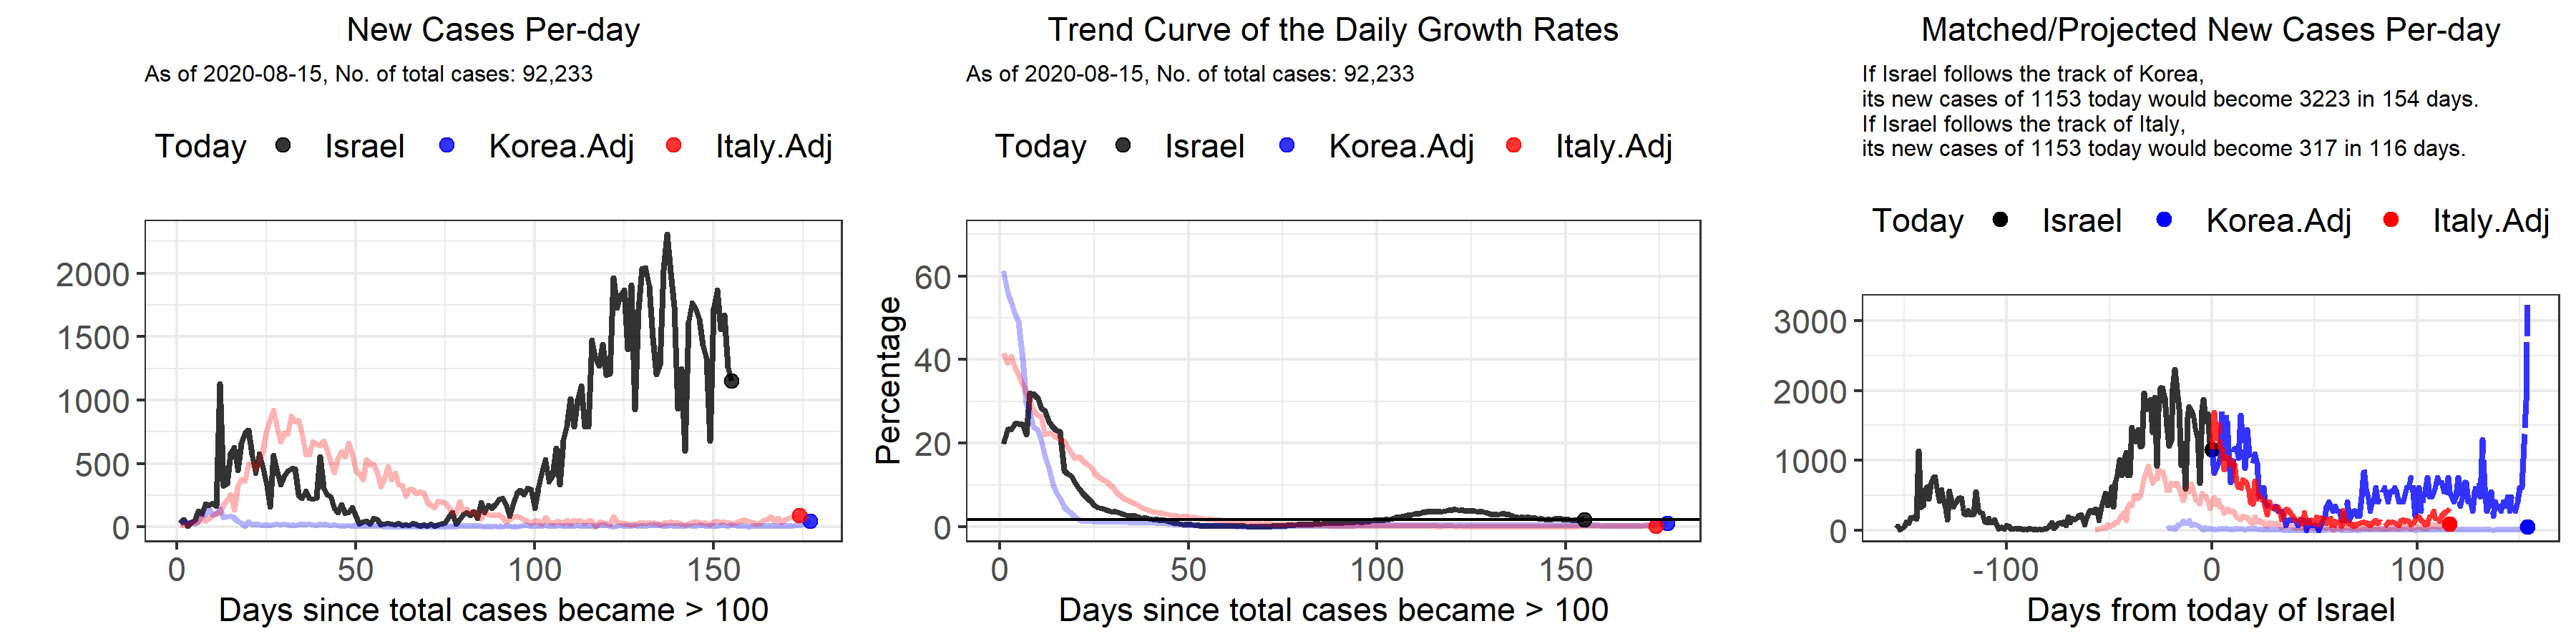 New Cases Per-day
As of 2020-08-15, No. of total cases: 92,233
Today Israel Korea.Adj Italy.Adj
2000
1500
1000
500
0
0 50 100 150
Days since total cases became > 100
Trend Curve of the Daily Growth Rates
As of 2020-08-15, No. of total cases: 92,233
Today Israel Korea.Adj Italy.Adj
Percentage
60
40
20
0
0 50 100 150
Days since total cases became > 100
Matched/Projected New Cases Per-day
If Israel follows the track of Korea,
its new cases of 1153 today would become 3223 in 154 days.
If Israel follows the track of Italy,
its new cases of 1153 today would become 317 in 116 days.
Today Israel Korea.Adj Italy.Adj
3000
2000
1000
0
-100 0 100
Days from today of Israel